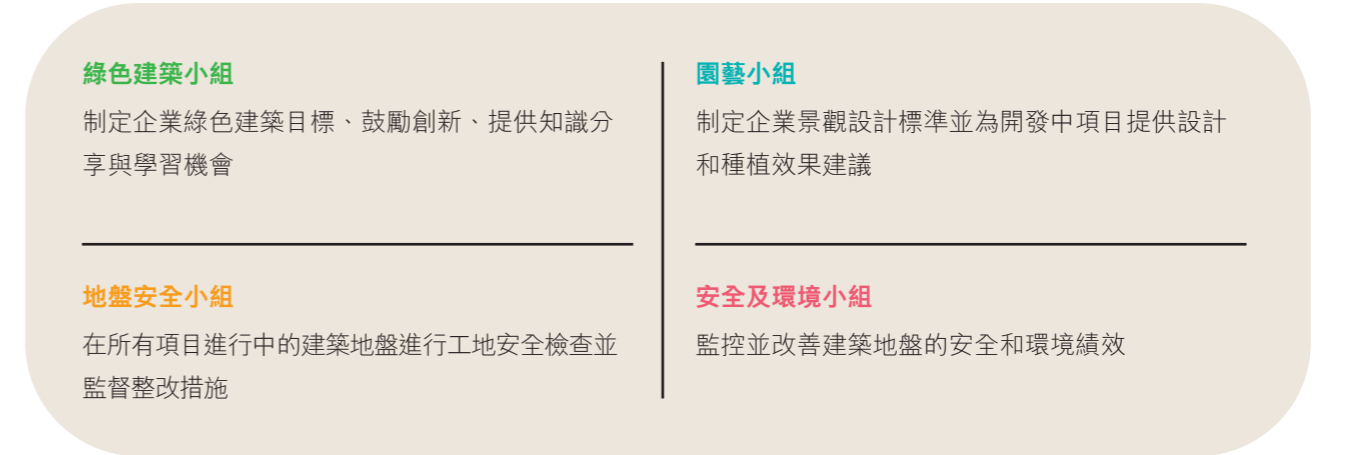 綠色建築小組
制定企業綠色建築目標、鼓勵創新、提供知識分
享與學習機會
園藝小組
制定企業景觀設計標準並為開發中項目提供設計
和種植效果建議
地盤安全小組
在所有項目進行中的建築地盤進行工地安全檢查並
監督整改措施
安全及環境小組
監控並改善建築地盤的安全和環境績效